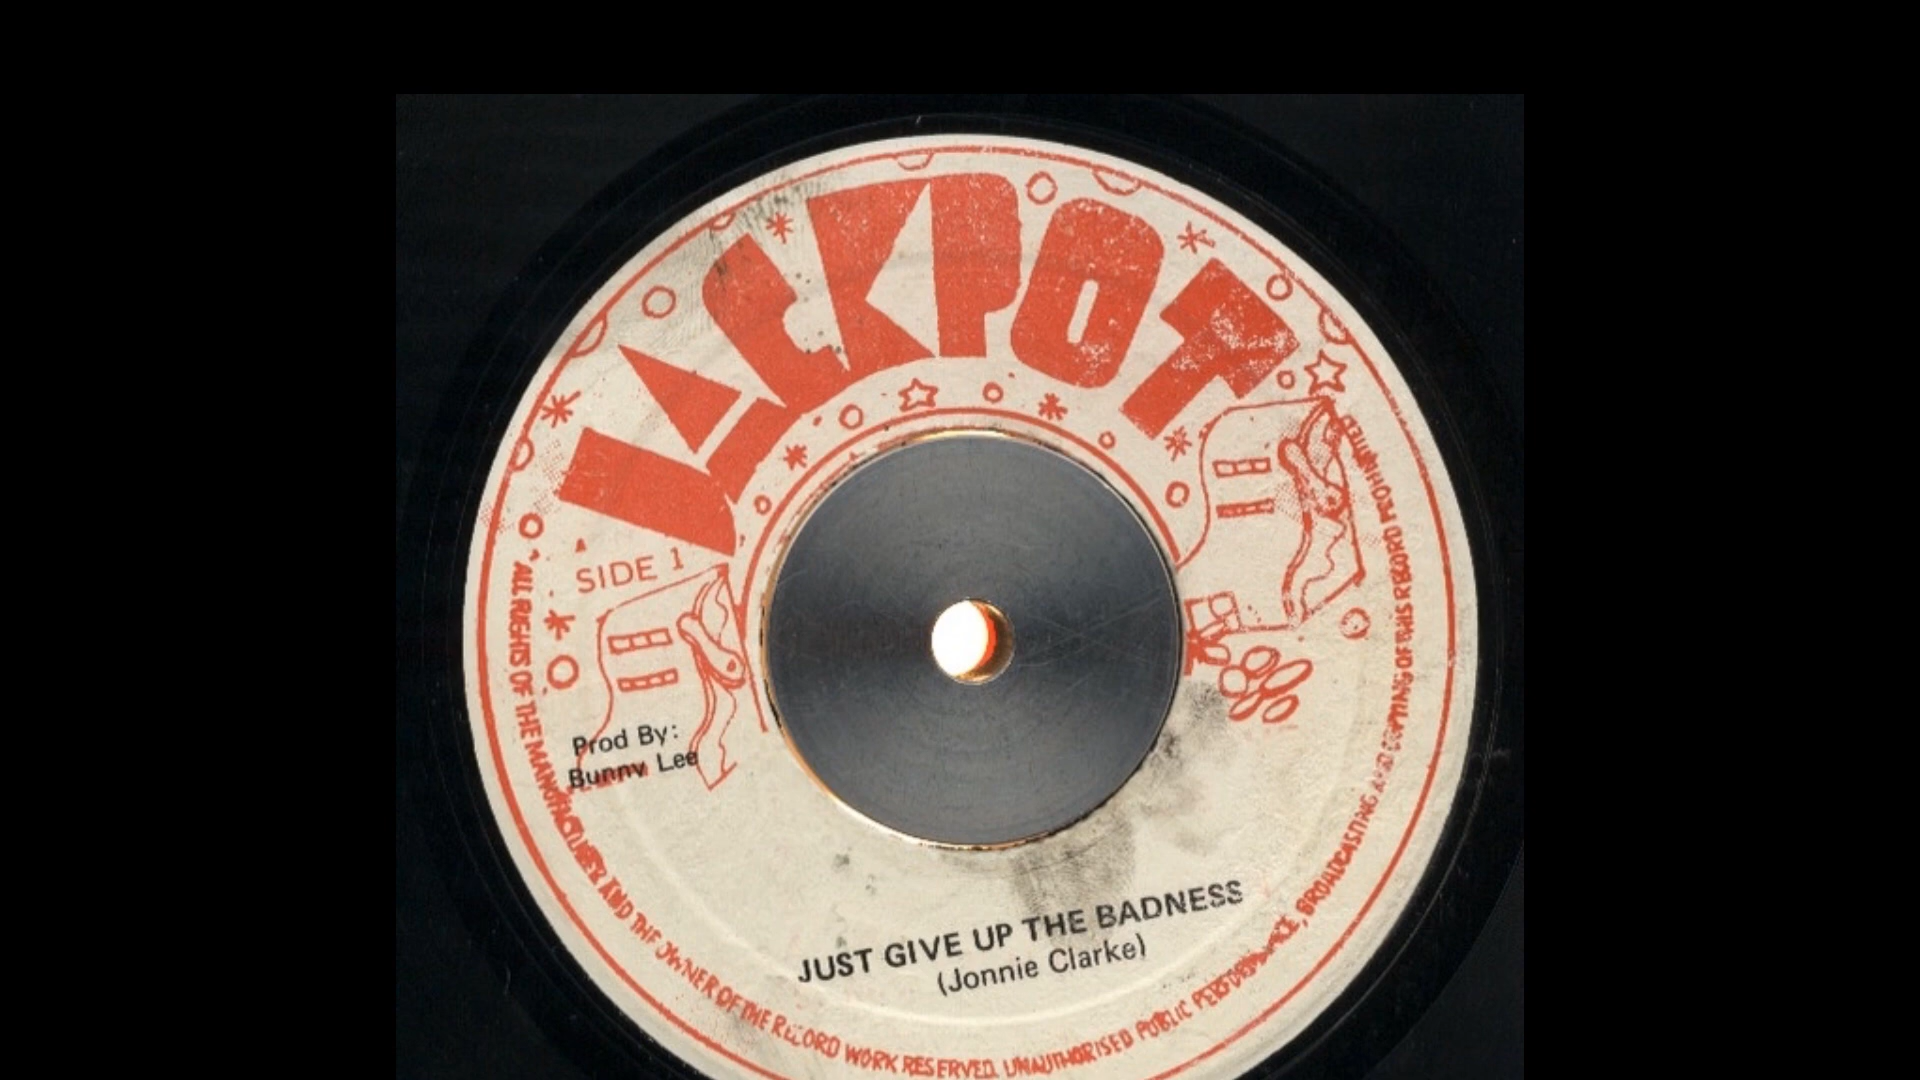 JACKPOT
SIDE 1
Prod By:
Bunny Lee
JUST GIVE UP THE BADNESS
(Jonnie Clarke)
"ALL RIGHTS OF THE MANUFACTURER AND THE OWNER OF THE RECORD WORK RESERVED. UNAUTHORISED PUBLIC PERFORMANCE, BROADCASTING AND COPYING OF THIS RECORD PROHIBITED